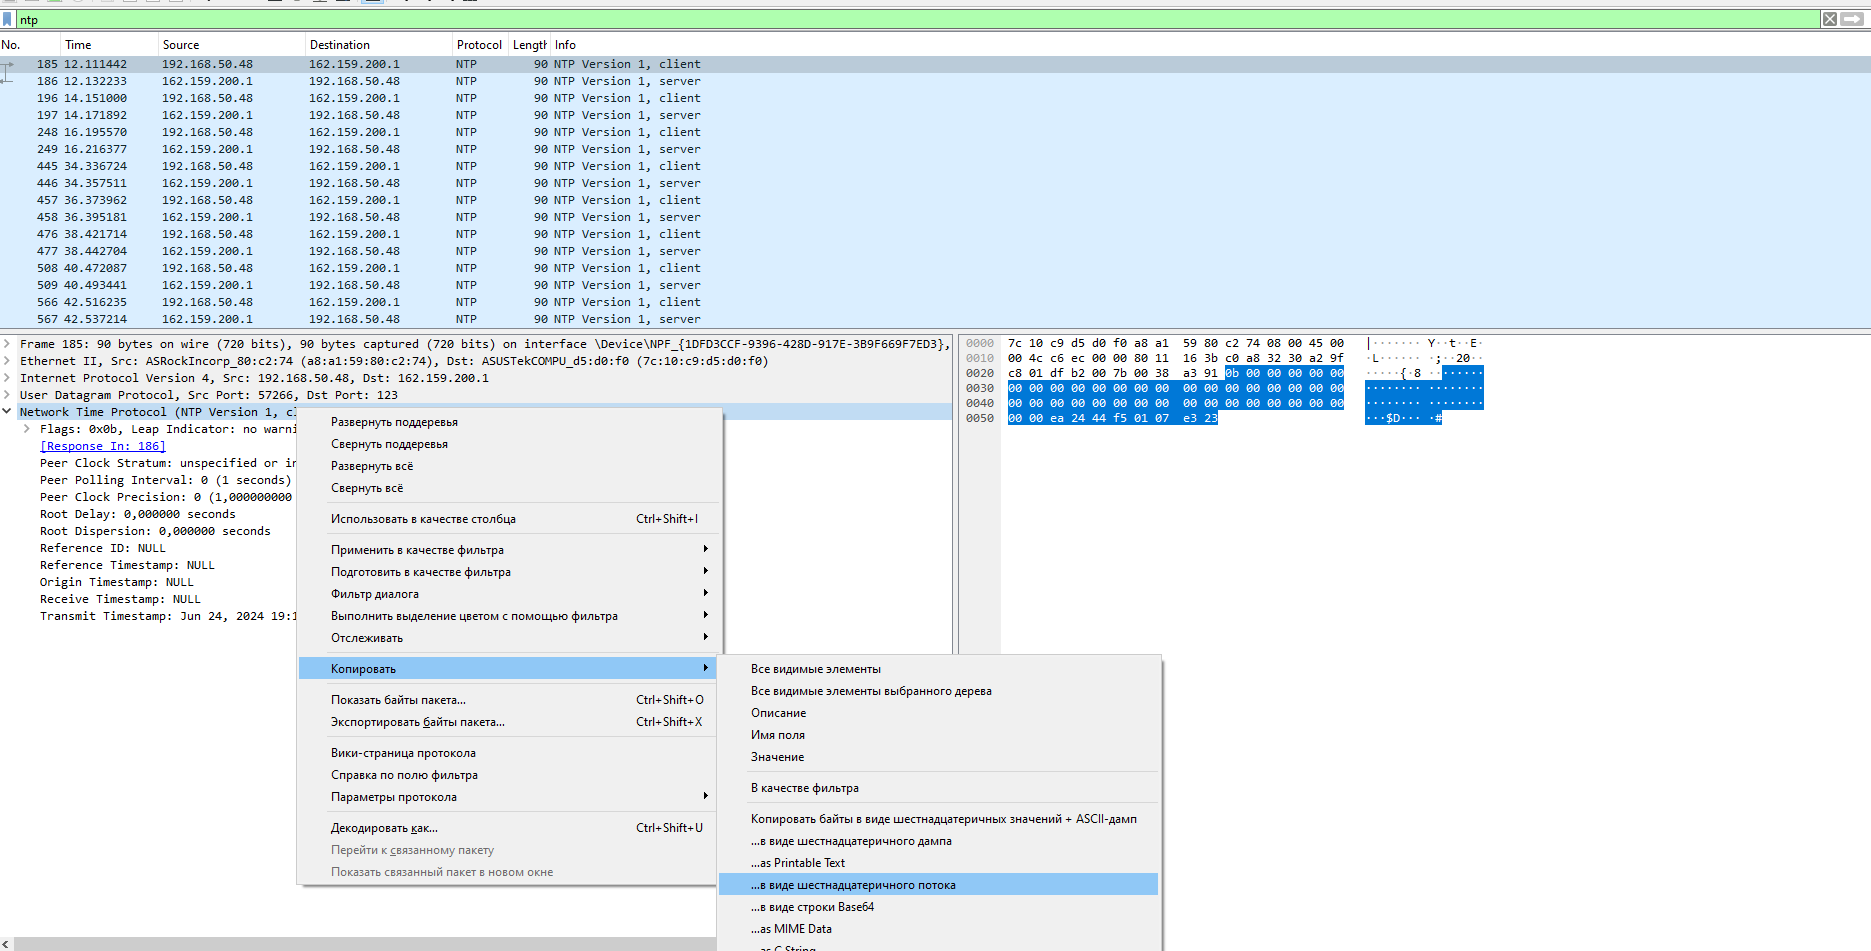 ntp
No. Time Source Destination Protocol Length Info
185 12.111442 192.168.50.48 162.159.200.1 NTP 90 NTP Version 1, client
186 12.132233 162.159.200.1 192.168.50.48 NTP 90 NTP Version 1, server
196 14.151000 192.168.50.48 162.159.200.1 NTP 90 NTP Version 1, client
197 14.171892 162.159.200.1 192.168.50.48 NTP 90 NTP Version 1, server
248 16.195570 192.168.50.48 162.159.200.1 NTP 90 NTP Version 1, client
249 16.216377 162.159.200.1 192.168.50.48 NTP 90 NTP Version 1, server
445 34.336724 192.168.50.48 162.159.200.1 NTP 90 NTP Version 1, client
446 34.357511 162.159.200.1 192.168.50.48 NTP 90 NTP Version 1, server
457 36.373962 192.168.50.48 162.159.200.1 NTP 90 NTP Version 1, client
458 36.395181 162.159.200.1 192.168.50.48 NTP 90 NTP Version 1, server
476 38.421714 192.168.50.48 162.159.200.1 NTP 90 NTP Version 1, client
477 38.442704 162.159.200.1 192.168.50.48 NTP 90 NTP Version 1, server
508 40.472087 192.168.50.48 162.159.200.1 NTP 90 NTP Version 1, client
509 40.493441 162.159.200.1 192.168.50.48 NTP 90 NTP Version 1, server
566 42.516235 192.168.50.48 162.159.200.1 NTP 90 NTP Version 1, client
567 42.537214 162.159.200.1 192.168.50.48 NTP 90 NTP Version 1, server
Frame 185: 90 bytes on wire (720 bits), 90 bytes captured (720 bits) on interface \Device\NPF_{1DFD3CCF-9396-428D-917E-3B9F669F7ED3},
Ethernet II, Src: ASRockIncorp_80:c2:74 (a8:a1:59:80:c2:74), Dst: ASUSTekCOMPU_d5:d0:f0 (7c:10:c9:d5:d0:f0)
Internet Protocol Version 4, Src: 192.168.50.48, Dst: 162.159.200.1
User Datagram Protocol, Src Port: 57266, Dst Port: 123
Network Time Protocol (NTP Version 1, cl
Flags: 0x0b, Leap Indicator: no warni
[Response In: 186]
Peer Clock Stratum: unspecified or in
Peer Polling Interval: 0 (1 seconds)
Peer Clock Precision: 0 (1,000000000
Root Delay: 0,000000 seconds
Root Dispersion: 0,000000 seconds
Reference ID: NULL
Reference Timestamp: NULL
Origin Timestamp: NULL
Receive Timestamp: NULL
Transmit Timestamp: Jun 24, 2024 19:1
0000 7c 10 c9 d5 d0 f0 a8 a1 59 80 c2 74 08 00 45 00 |······· Y··t··E·
0010 00 4c c6 ec 00 00 80 11 16 3b c0 a8 32 30 a2 9f ·L······ ·;··20··
0020 c8 01 df b2 00 7b 00 38 a3 91 0b 00 00 00 00 00 ·····{·8 ········
0030 00 00 00 00 00 00 00 00 00 00 00 00 00 00 00 00 ········ ········
0040 00 00 00 00 00 00 00 00 00 00 00 00 00 00 00 00 ········ ········
0050 00 00 ea 24 44 f5 01 07 e3 23 ···$D··· ·#
Развернуть поддеревья
Свернуть поддеревья
Развернуть всё
Свернуть всё
Использовать в качестве столбца Ctrl+Shift+I
Применить в качестве фильтра
Подготовить в качестве фильтра
Фильтр диалога
Выполнить выделение цветом с помощью фильтра
Отслеживать
Копировать
Показать байты пакета... Ctrl+Shift+O
Экспортировать байты пакета... Ctrl+Shift+X
Вики-страница протокола
Справка по полю фильтра
Параметры протокола
Декодировать как... Ctrl+Shift+U
Перейти к связанному пакету
Показать связанный пакет в новом окне
Все видимые элементы
Все видимые элементы выбранного дерева
Описание
Имя поля
Значение
В качестве фильтра
Копировать байты в виде шестнадцатеричных значений + ASCII-дамп
...в виде шестнадцатеричного дампа
...as Printable Text
...в виде шестнадцатеричного потока
...в виде строки Base64
...as MIME Data
...as C String